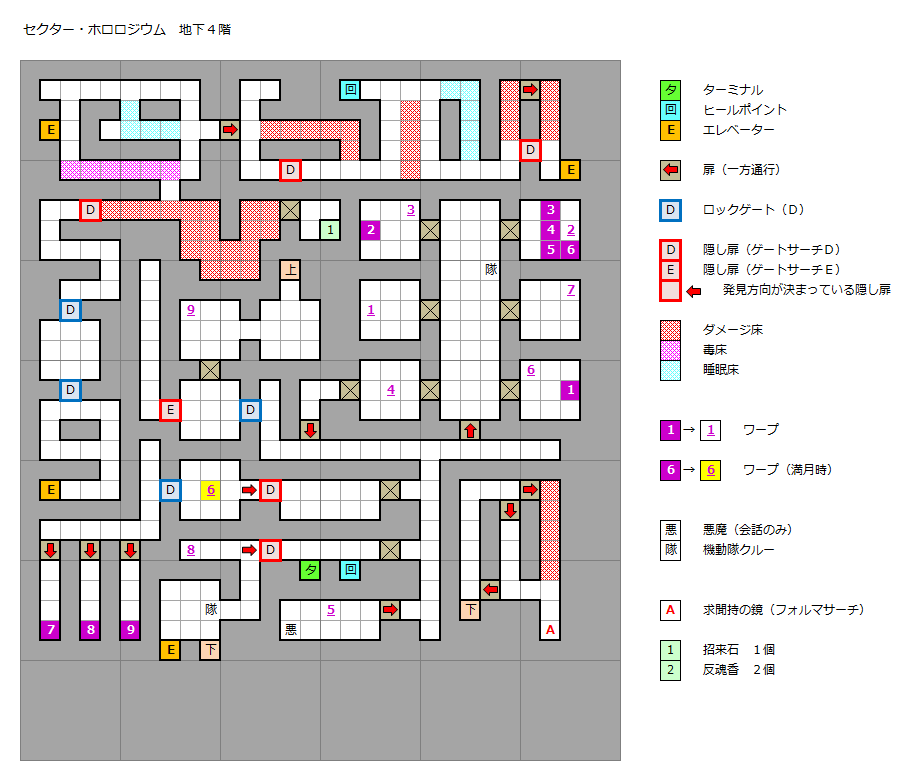 セクター・ホロロジウム　地下４階
回
タ　ターミナル
回　ヒールポイント
E
E　エレベーター
D
D
E
扉（一方通行）
D
3
3
D　ロックゲート（D）
1
2
4
2
5
6
D　隠し扉（ゲートサーチD）
上
隊
E　隠し扉（ゲートサーチE）
7
発見方向が決まっている隠し扉
D
9
1
ダメージ床
毒床
6
睡眠床
D
4
1
E
D
1→1　ワープ
6→6　ワープ（満月時）
E
D
6
D
悪　悪魔（会話のみ）
8
D
隊　機動隊クルー
タ
回
隊
5
下
A　求聞持の鏡（フォルマサーチ）
7
8
9
悪
A
E
下
1　招来石　１個
2　反魂香　２個